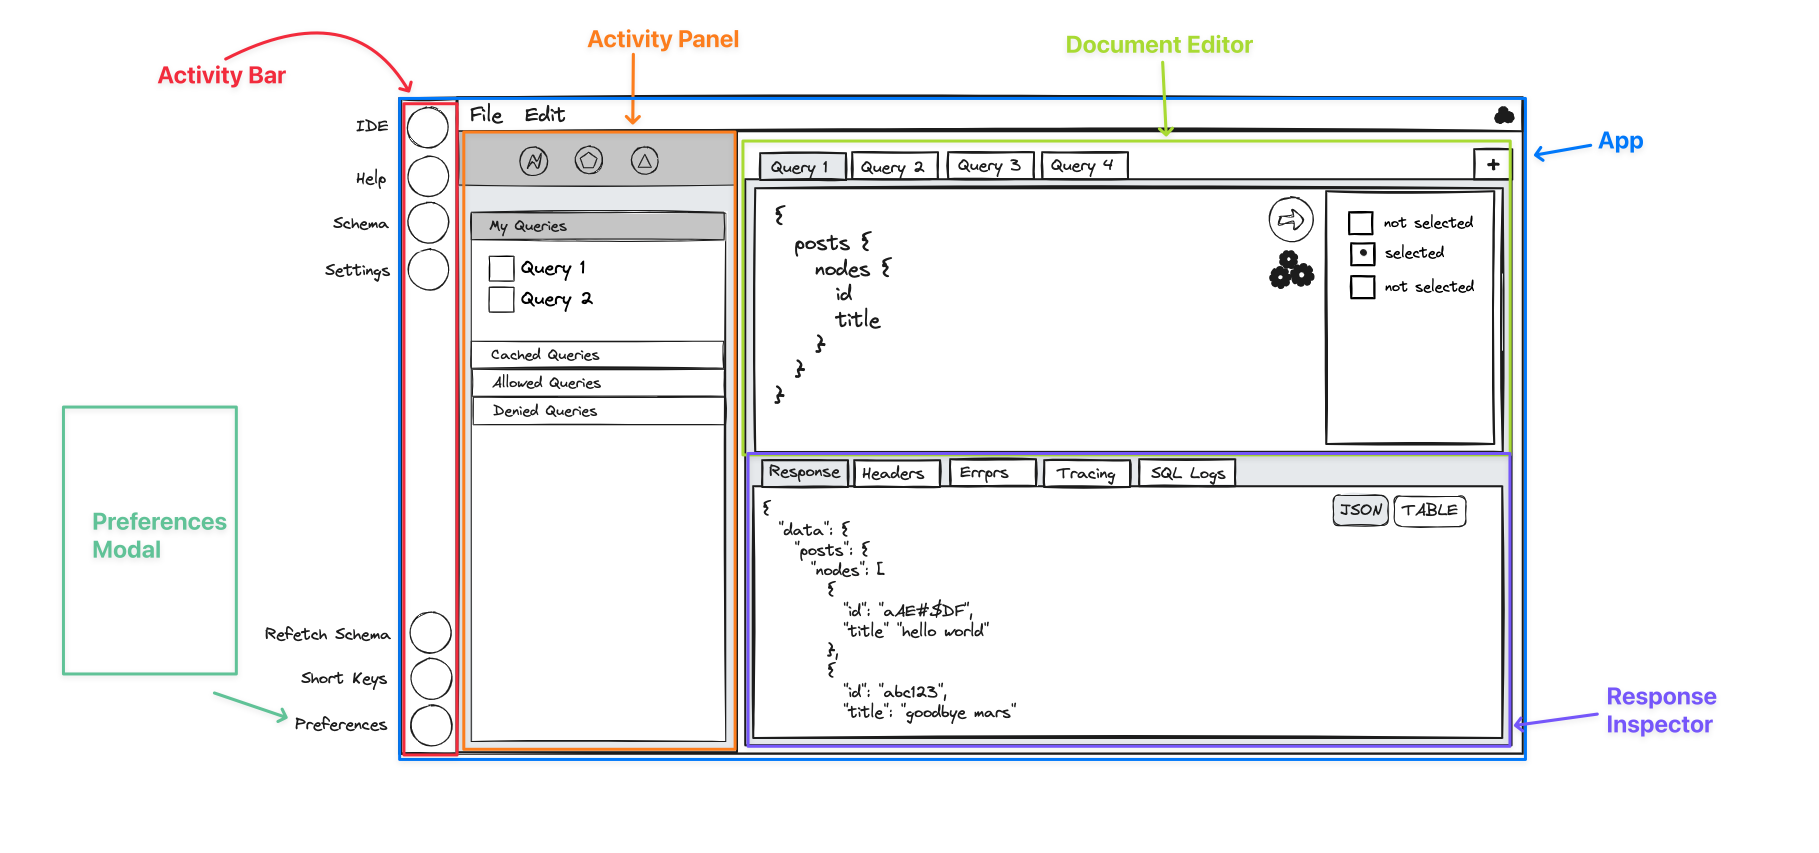 Activity Bar
Activity Panel
Document Editor
App
File Edit
IDE
Help
Schema
Settings
My Queries
Query 1
Query 2
Cached Queries
Allowed Queries
Denied Queries
Query 1 Query 2 Query 3 Query 4 +
{
posts {
nodes {
id
title
}
}
}
not selected
selected
not selected
Preferences
Modal
Refetch Schema
Short Keys
Preferences
Response Headers Errprs Tracing SQL Logs
JSON TABLE
{
"data": {
"posts": {
"nodes": [
{
"id": "aAE#$DF",
"title" "hello world"
},
{
"id": "abc123",
"title": "goodbye mars"
Response
Inspector